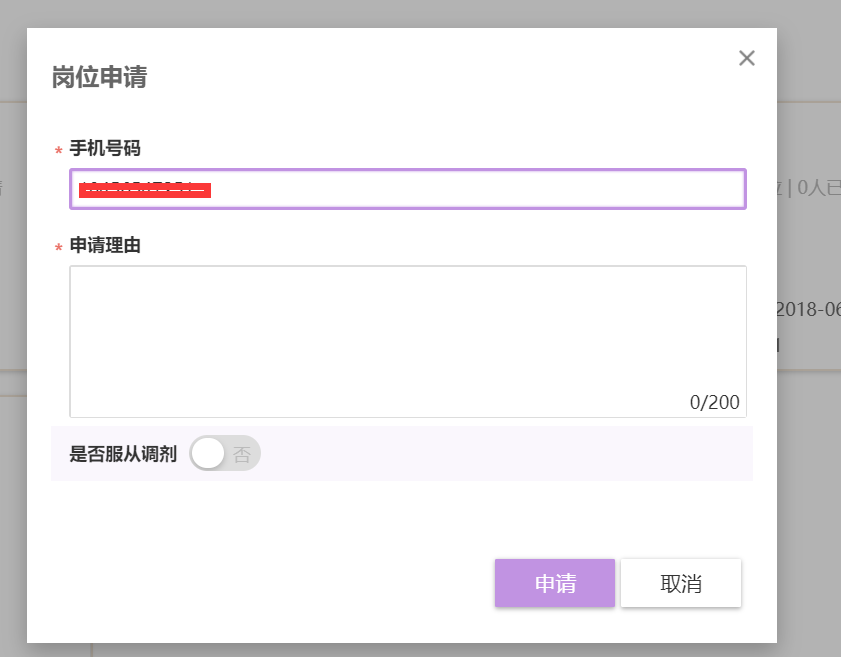 岗位申请
* 手机号码
* 申请理由
0/200
是否服从调剂 否
申请 取消
| 0人已
2018-06